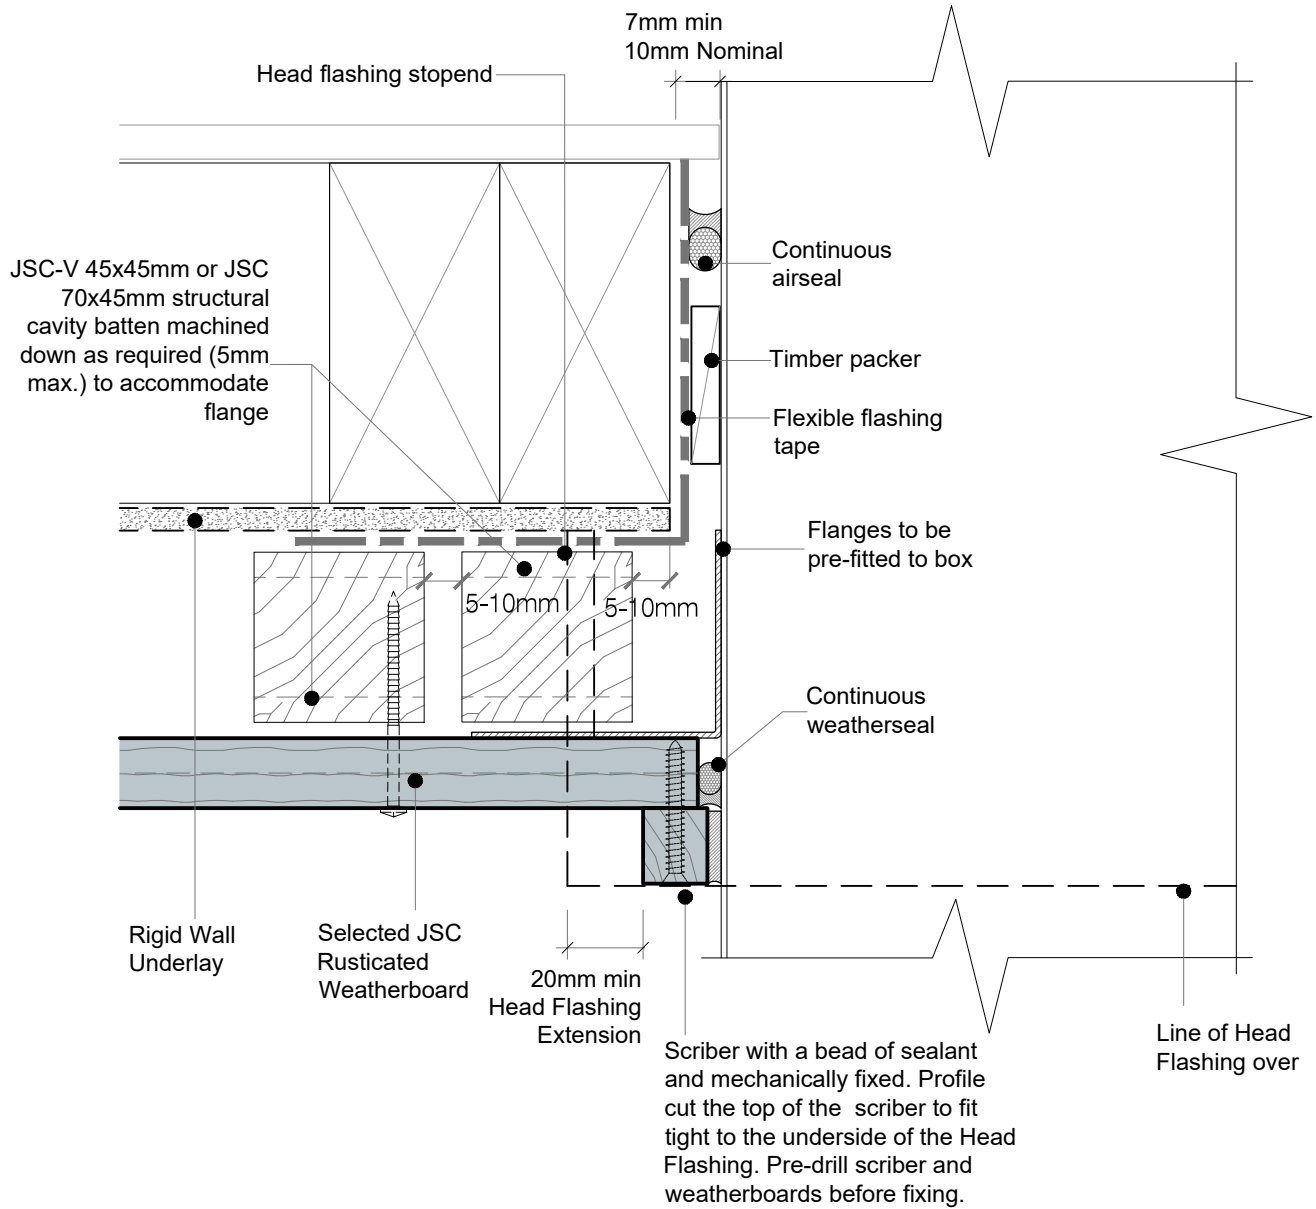 7mm min
10mm Nominal
Head flashing stopend
JSC-V 45x45mm or JSC
70x45mm structural
cavity batten machined
down as required (5mm
max.) to accommodate
flange
Continuous
airseal
Timber packer
Flexible flashing
tape
Flanges to be
pre-fitted to box
5-10mm
5-10mm
Continuous
weatherseal
Rigid Wall
Underlay
Selected JSC
Rusticated
Weatherboard
20mm min
Head Flashing
Extension
Scriber with a bead of sealant
and mechanically fixed. Profile
cut the top of the scriber to fit
tight to the underside of the Head
Flashing. Pre-drill scriber and
weatherboards before fixing.
Line of Head
Flashing over